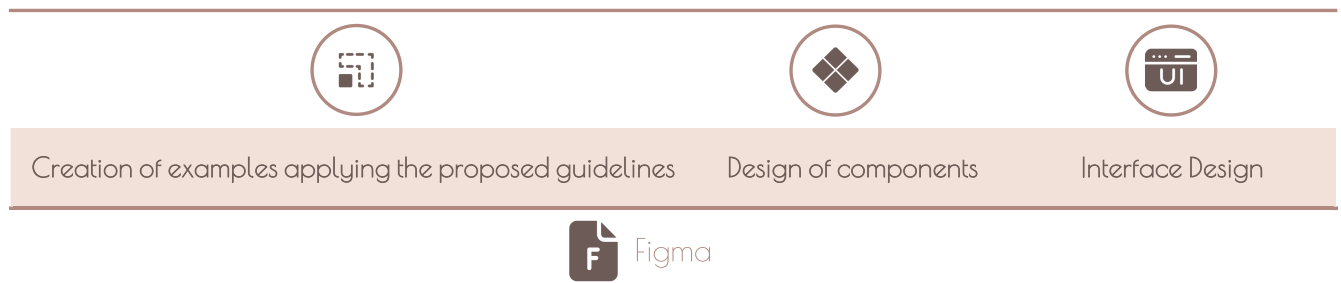 UI
Creation of examples applying the proposed guidelines
Design of components
Interface Design
F
Figma